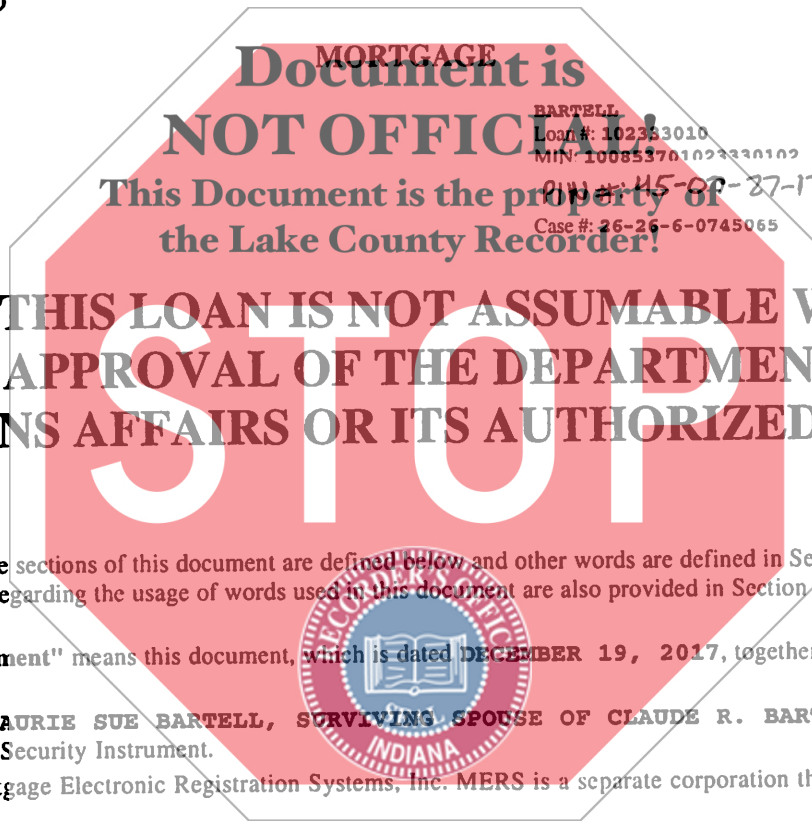 MORTGAGE
Document is
NOT OFFICIAL!
This Document is the property of
the Lake County Recorder!
BARTELL
Loan #: 102333010
MIN: 100853701023330102
PIN #: 45-07-27-17
Case #: 26-26-6-0745065
THIS LOAN IS NOT ASSUMABLE
APPROVAL OF THE DEPARTMEN
NS AFFAIRS OR ITS AUTHORIZED
STOP
e sections of this document are defined below and other words are defined in Se
egarding the usage of words used in this document are also provided in Section
ment" means this document, which is dated DECEMBER 19, 2017, together
AURIE SUE BARTELL, SURVIVING SPOUSE OF CLAUDE R. BART
Security Instrument.
tgage Electronic Registration Systems, Inc. MERS is a separate corporation th
RECORDER'S OFFICE
SEAL
INDIANA